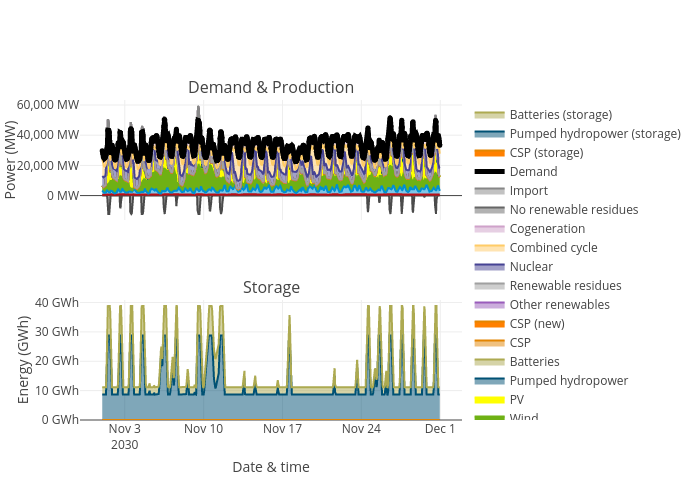 Demand & Production
60,000 MW
40,000 MW
20,000 MW
0 MW
Power (MW)
Storage
40 GWh
30 GWh
20 GWh
10 GWh
0 GWh
Energy (GWh)
Nov 3
2030
Nov 10
Nov 17
Nov 24
Dec 1
Date & time
Batteries (storage)
Pumped hydropower (storage)
CSP (storage)
Demand
Import
No renewable residues
Cogeneration
Combined cycle
Nuclear
Renewable residues
Other renewables
CSP (new)
CSP
Batteries
Pumped hydropower
PV
Wind